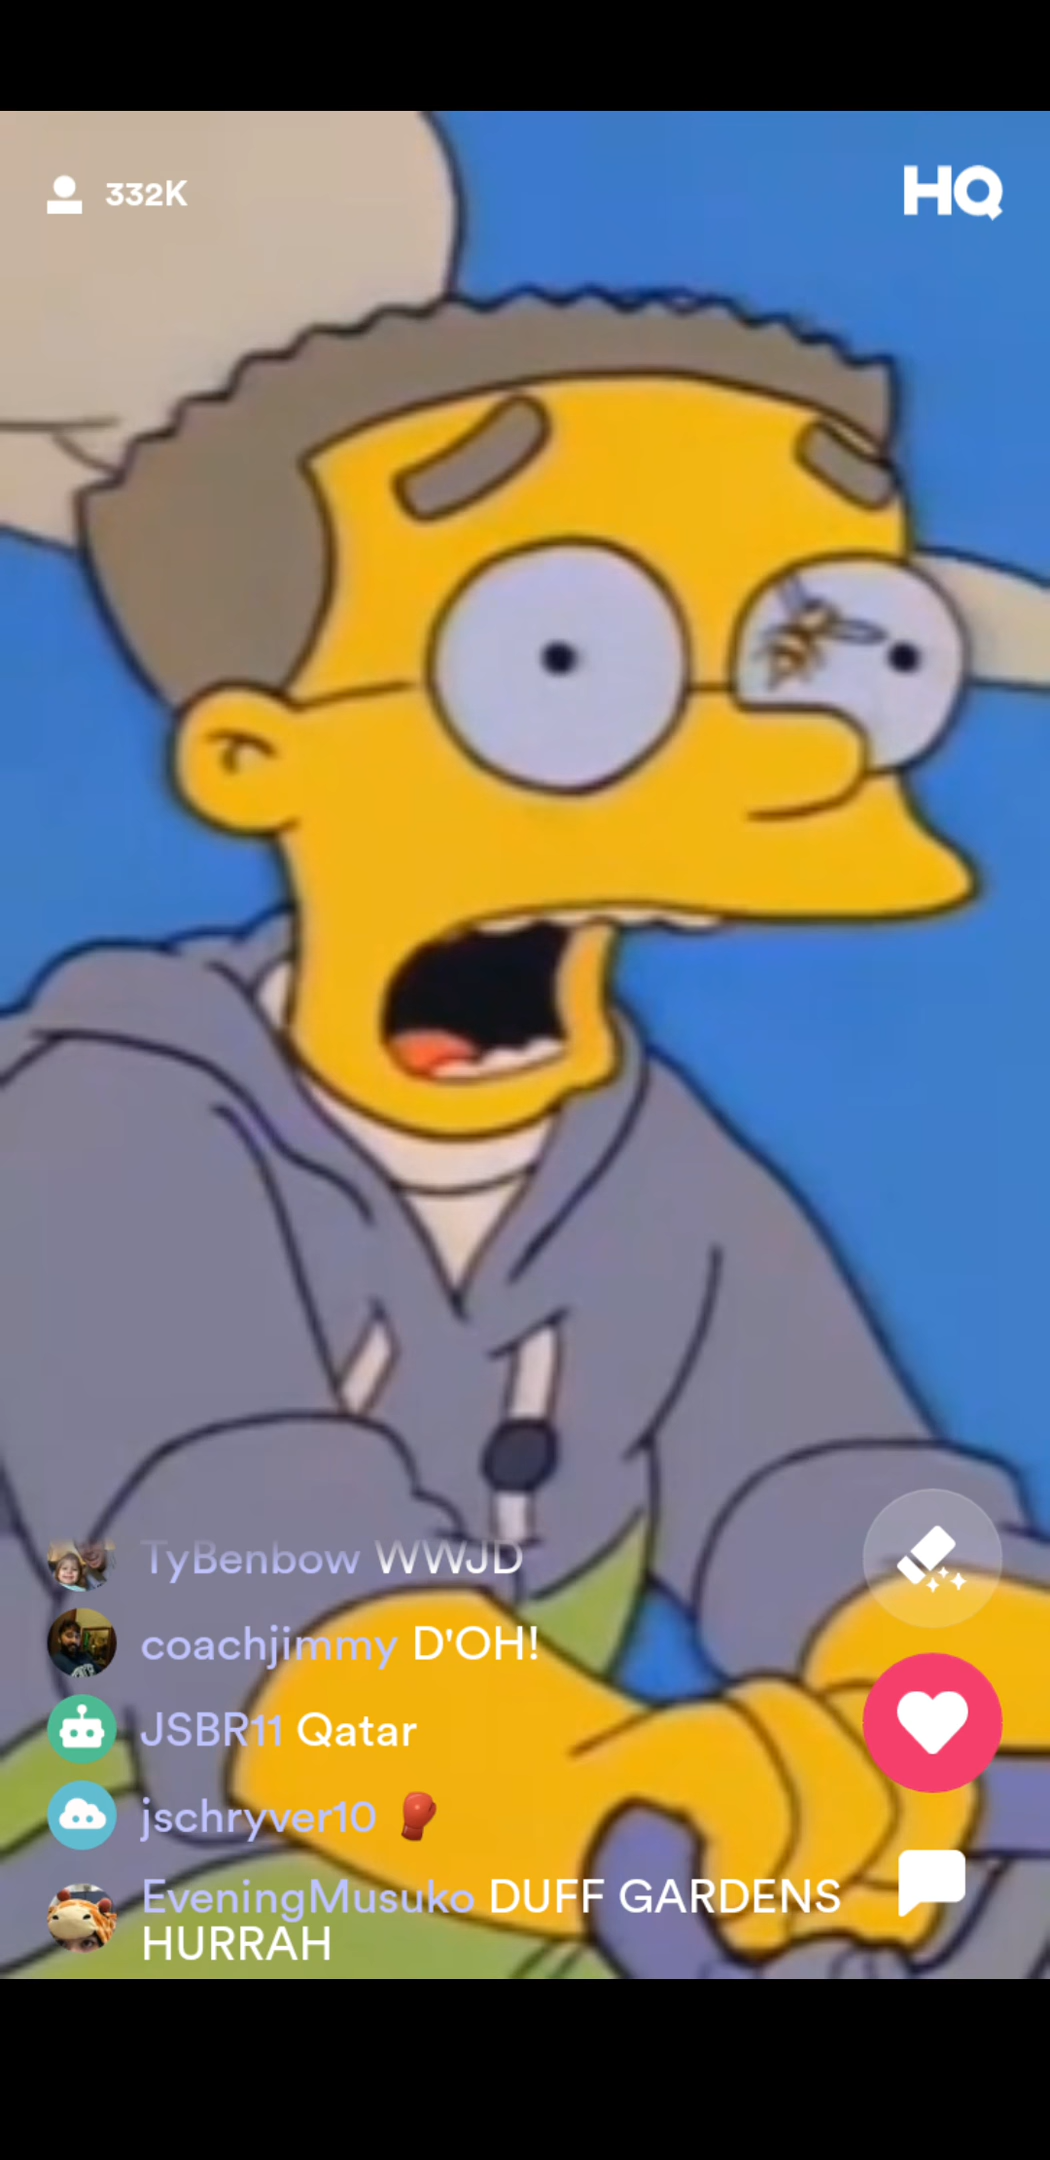 332K
HQ
TyBenbow WWJD
coachjimmy D'OH!
JSBR11 Qatar
jschryver10
EveningMusuko DUFF GARDENS
HURRAH